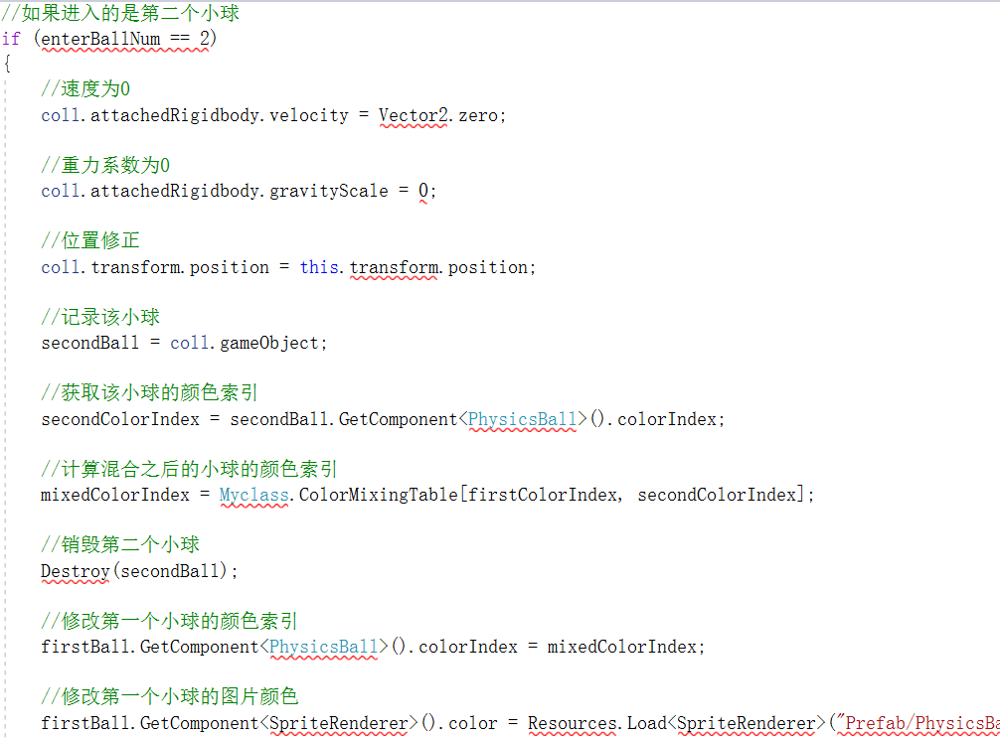 //如果进入的是第二个小球
if (enterBallNum == 2)
{
//速度为0
coll.attachedRigidbody.velocity = Vector2.zero;
//重力系数为0
coll.attachedRigidbody.gravityScale = 0;
//位置修正
coll.transform.position = this.transform.position;
//记录该小球
secondBall = coll.gameObject;
//获取该小球的颜色索引
secondColorIndex = secondBall.GetComponent<PhysicsBall>().colorIndex;
//计算混合之后的小球的颜色索引
mixedColorIndex = Myclass.ColorMixingTable[firstColorIndex, secondColorIndex];
//销毁第二个小球
Destroy(secondBall);
//修改第一个小球的颜色索引
firstBall.GetComponent<PhysicsBall>().colorIndex = mixedColorIndex;
//修改第一个小球的图片颜色
firstBall.GetComponent<SpriteRenderer>().color = Resources.Load<SpriteRenderer>("Prefab/PhysicsBa